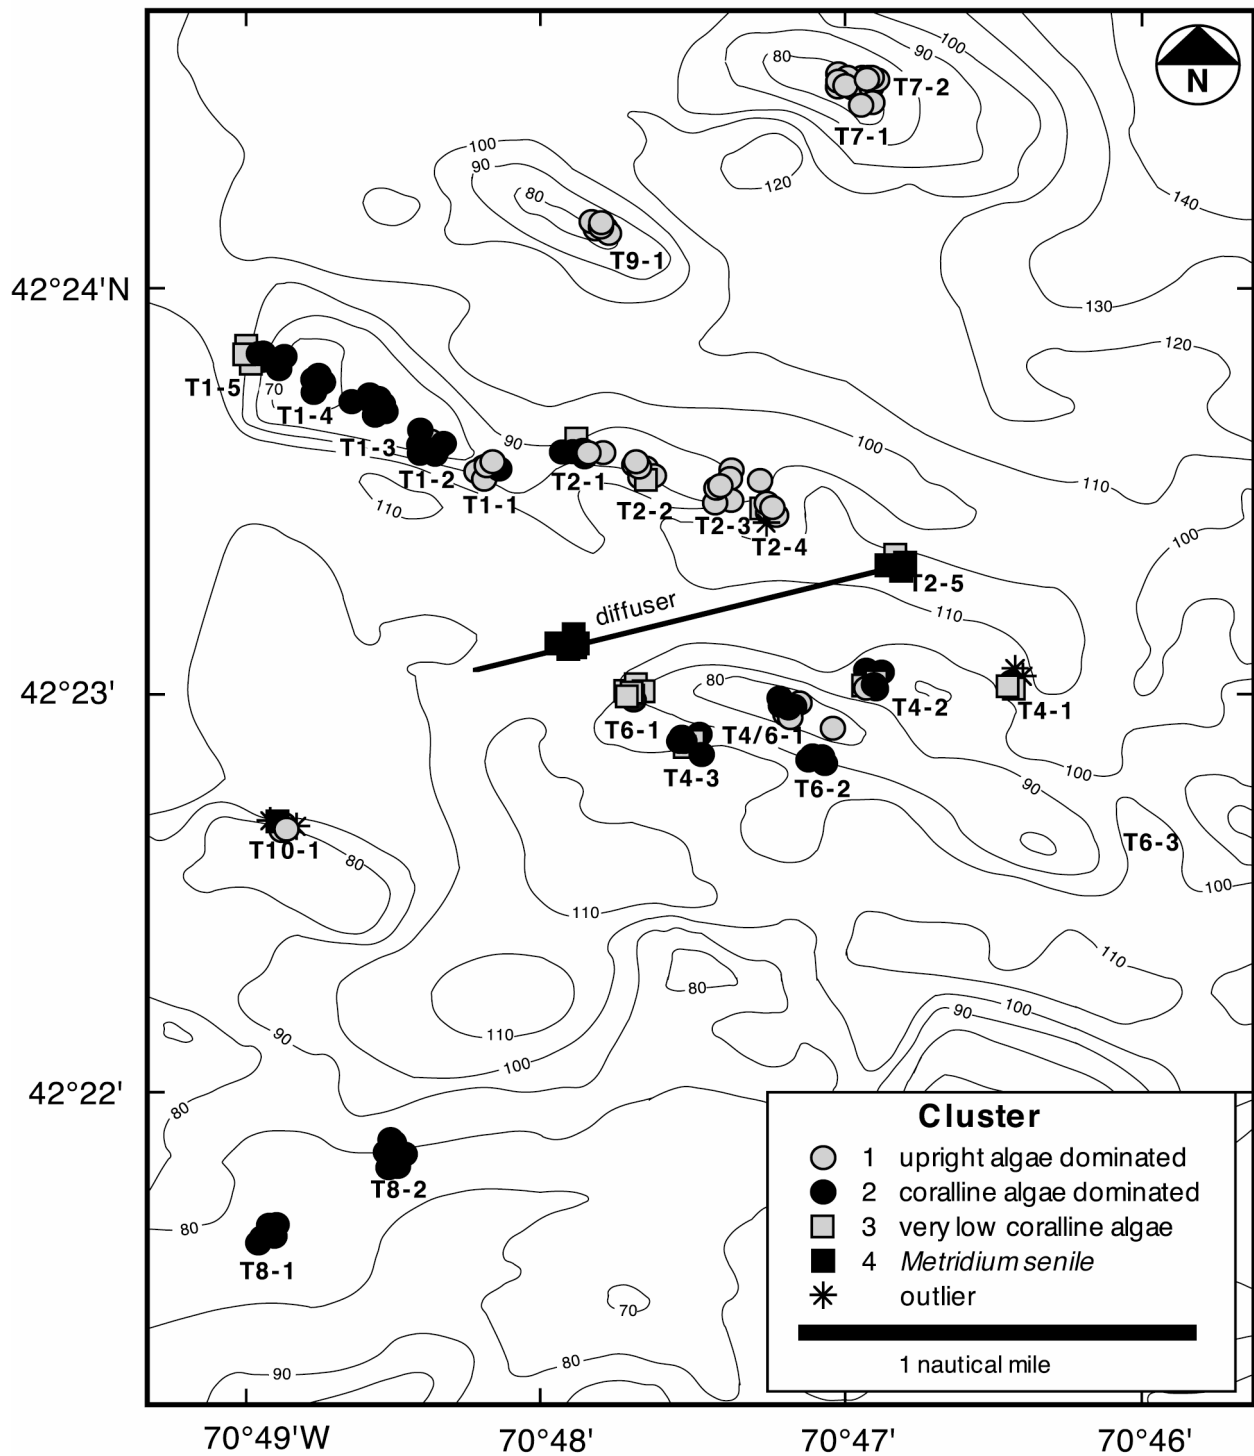 100
90
80
T7-2
N
T7-1
100
90
120
80
140
T9-1
42°24'N
130
120
T1-5
70
T1-4
T1-3
90
100
T1-2
T2-1
110
110
T1-1
T2-2
T2-3
T2-4
100
T2-5
diffuser
110
42°23'
80
T6-1
T4/6-1
T4-2
T4-1
T4-3
T6-2
100
90
T10-1
80
T6-3
100
110
110
80
100
90
90
110
100
42°22'
80
T8-2
80
T8-1
70
80
90
Cluster
1 upright algae dominated
2 coralline algae dominated
3 very low coralline algae
4 Metridium senile
outlier
1 nautical mile
70°49'W 70°48' 70°47' 70°46'